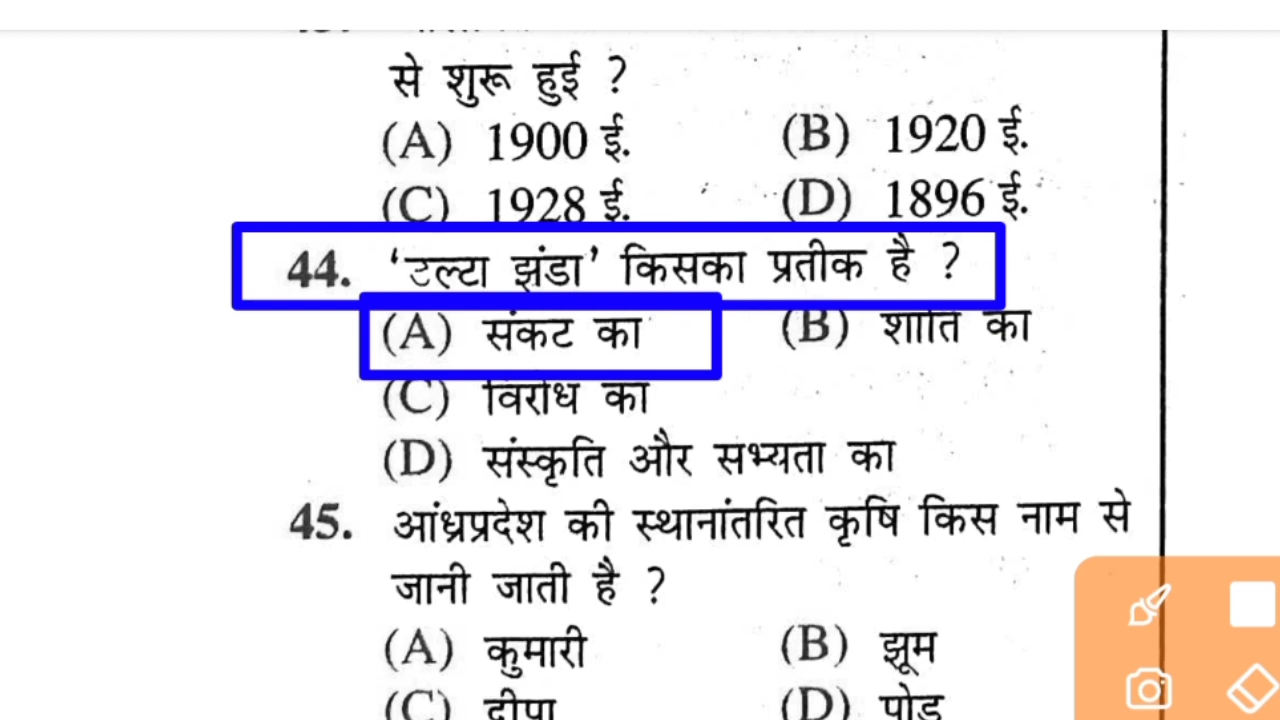 से शुरू हुई ?
(A) 1900 ई. (B) 1920 ई.
(C) 1928 ई. (D) 1896 ई.
44. ‘उल्टा झंडा’ किसका प्रतीक है ?
(A) संकट का (B) शांति का
(C) विरोध का
(D) संस्कृति और सभ्यता का
45. आंध्रप्रदेश की स्थानांतरित कृषि किस नाम से
जानी जाती है ?
(A) कुमारी (B) झूम
(C) दीपा (D) पोडु